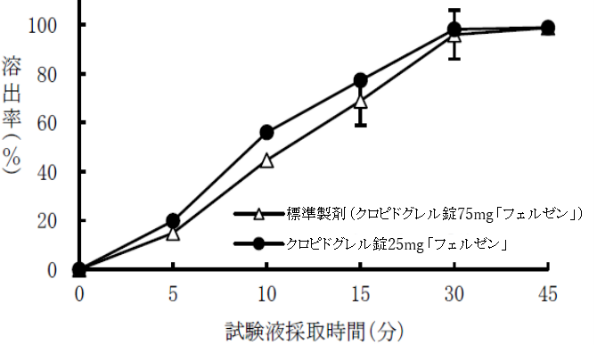 100
80
60
40
20
0
溶出率(%)
標準製剤(クロピドグレル錠75mg「フェルゼン」)
クロピドグレル錠25mg「フェルゼン」
0 5 10 15 30 45
試験液採取時間(分)